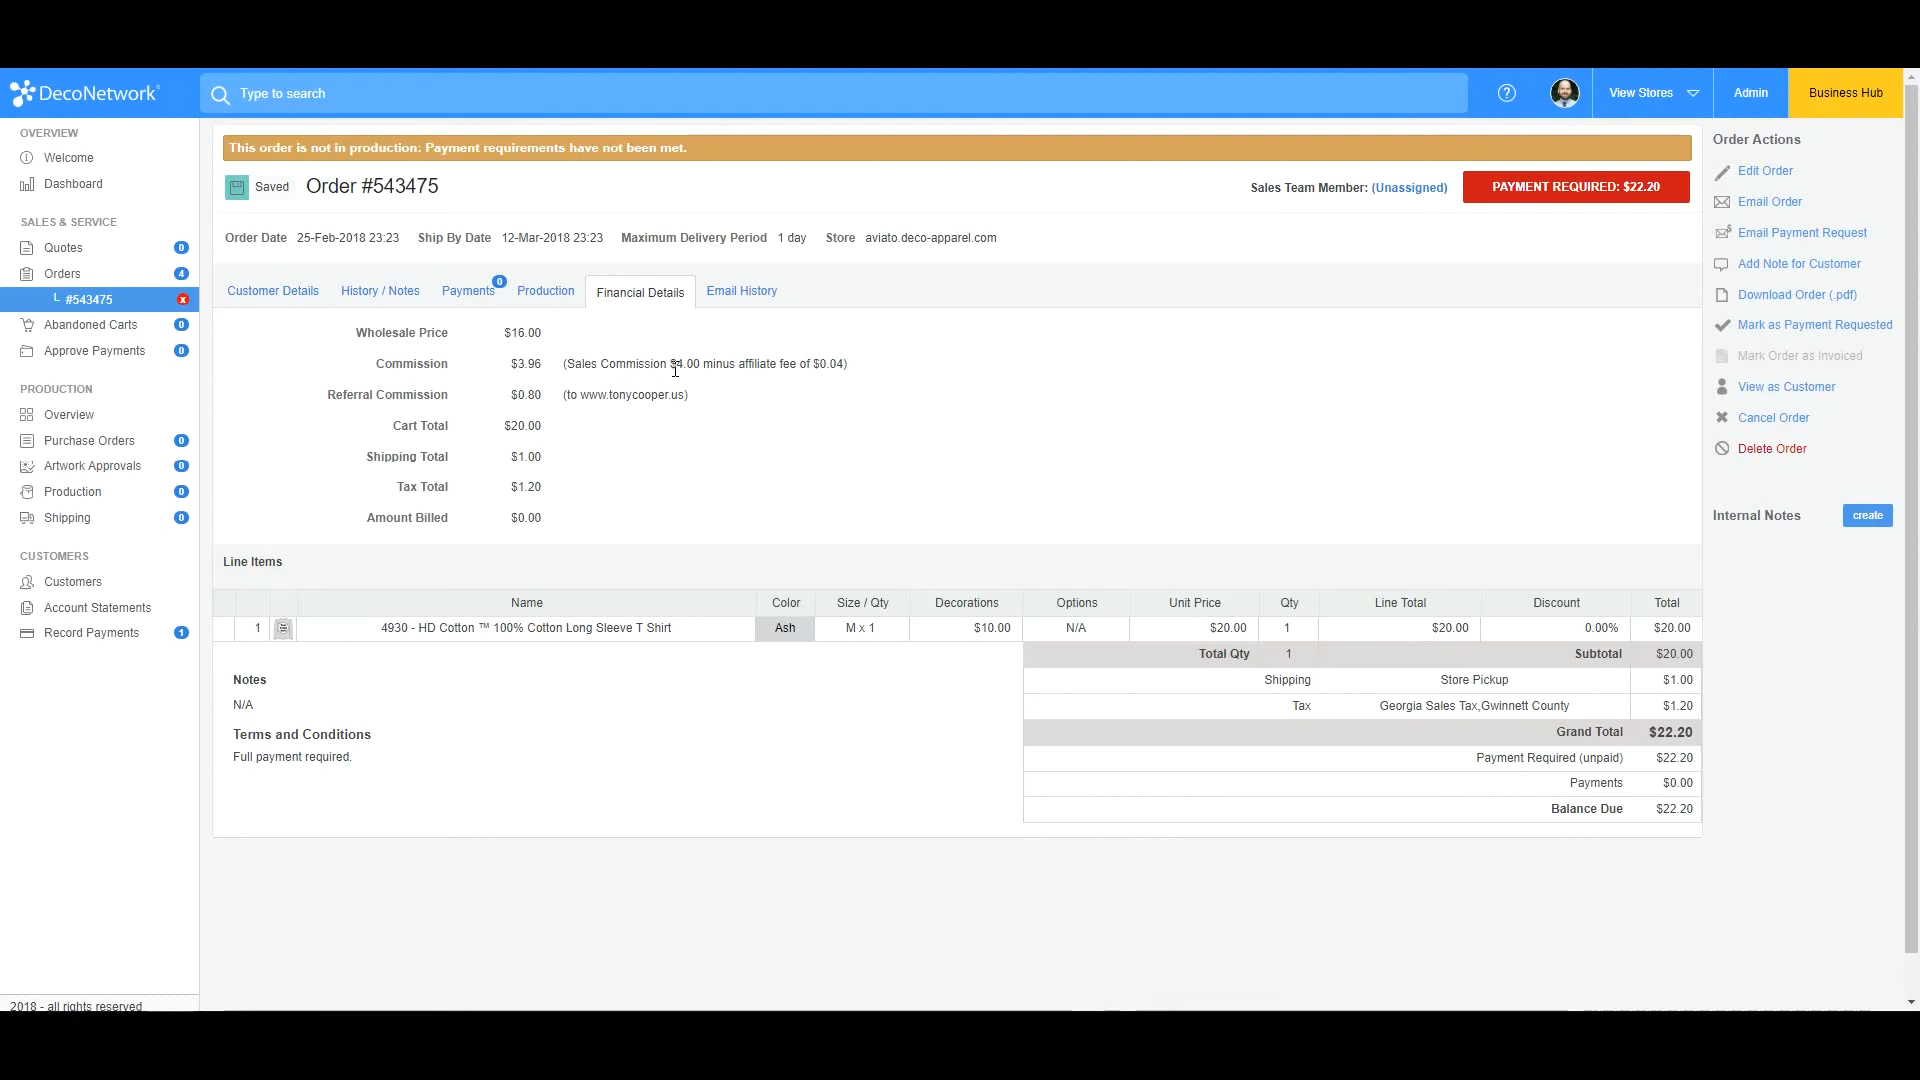 DecoNetwork
Type to search
?
View Stores
Admin
Business Hub
OVERVIEW
Welcome
Dashboard
SALES & SERVICE
Quotes 0
Orders 4
#543475 x
Abandoned Carts 0
Approve Payments 0
PRODUCTION
Overview
Purchase Orders 0
Artwork Approvals 0
Production 0
Shipping 0
CUSTOMERS
Customers
Account Statements
Record Payments 1
2018 - all rights reserved
This order is not in production: Payment requirements have not been met.
Saved Order #543475
Sales Team Member: (Unassigned) PAYMENT REQUIRED: $22.20
Order Date 25-Feb-2018 23:23 Ship By Date 12-Mar-2018 23:23 Maximum Delivery Period 1 day Store aviato.deco-apparel.com
Customer Details History / Notes Payments 0 Production Financial Details Email History
Wholesale Price $16.00
Commission $3.96 (Sales Commission $4.00 minus affiliate fee of $0.04)
Referral Commission $0.80 (to www.tonycooper.us)
Cart Total $20.00
Shipping Total $1.00
Tax Total $1.20
Amount Billed $0.00
Line Items
Name Color Size / Qty Decorations Options Unit Price Qty Line Total Discount Total
1 4930 - HD Cotton ™ 100% Cotton Long Sleeve T Shirt Ash M x 1 $10.00 N/A $20.00 1 $20.00 0.00% $20.00
Total Qty 1 Subtotal $20.00
Shipping Store Pickup $1.00
Tax Georgia Sales Tax,Gwinnett County $1.20
Grand Total $22.20
Payment Required (unpaid) $22.20
Payments $0.00
Balance Due $22.20
Notes
N/A
Terms and Conditions
Full payment required.
Order Actions
Edit Order
Email Order
Email Payment Request
Add Note for Customer
Download Order (.pdf)
Mark as Payment Requested
Mark Order as Invoiced
View as Customer
Cancel Order
Delete Order
Internal Notes create